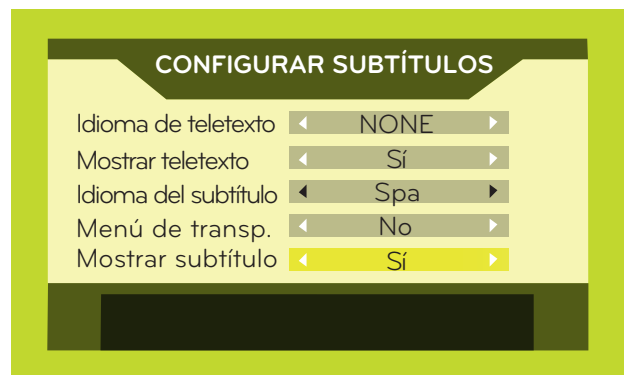 CONFIGURAR SUBTÍTULOS
Idioma de teletexto NONE
Mostrar teletexto Sí
Idioma del subtítulo Spa
Menú de transp. No
Mostrar subtítulo Sí